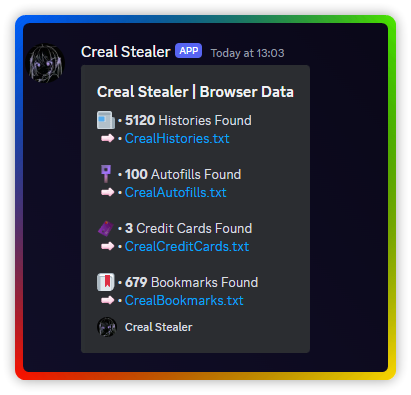 Creal Stealer APP Today at 13:03
Creal Stealer | Browser Data
• 5120 Histories Found
• CrealHistories.txt
• 100 Autofills Found
• CrealAutofills.txt
• 3 Credit Cards Found
• CrealCreditCards.txt
• 679 Bookmarks Found
• CrealBookmarks.txt
Creal Stealer